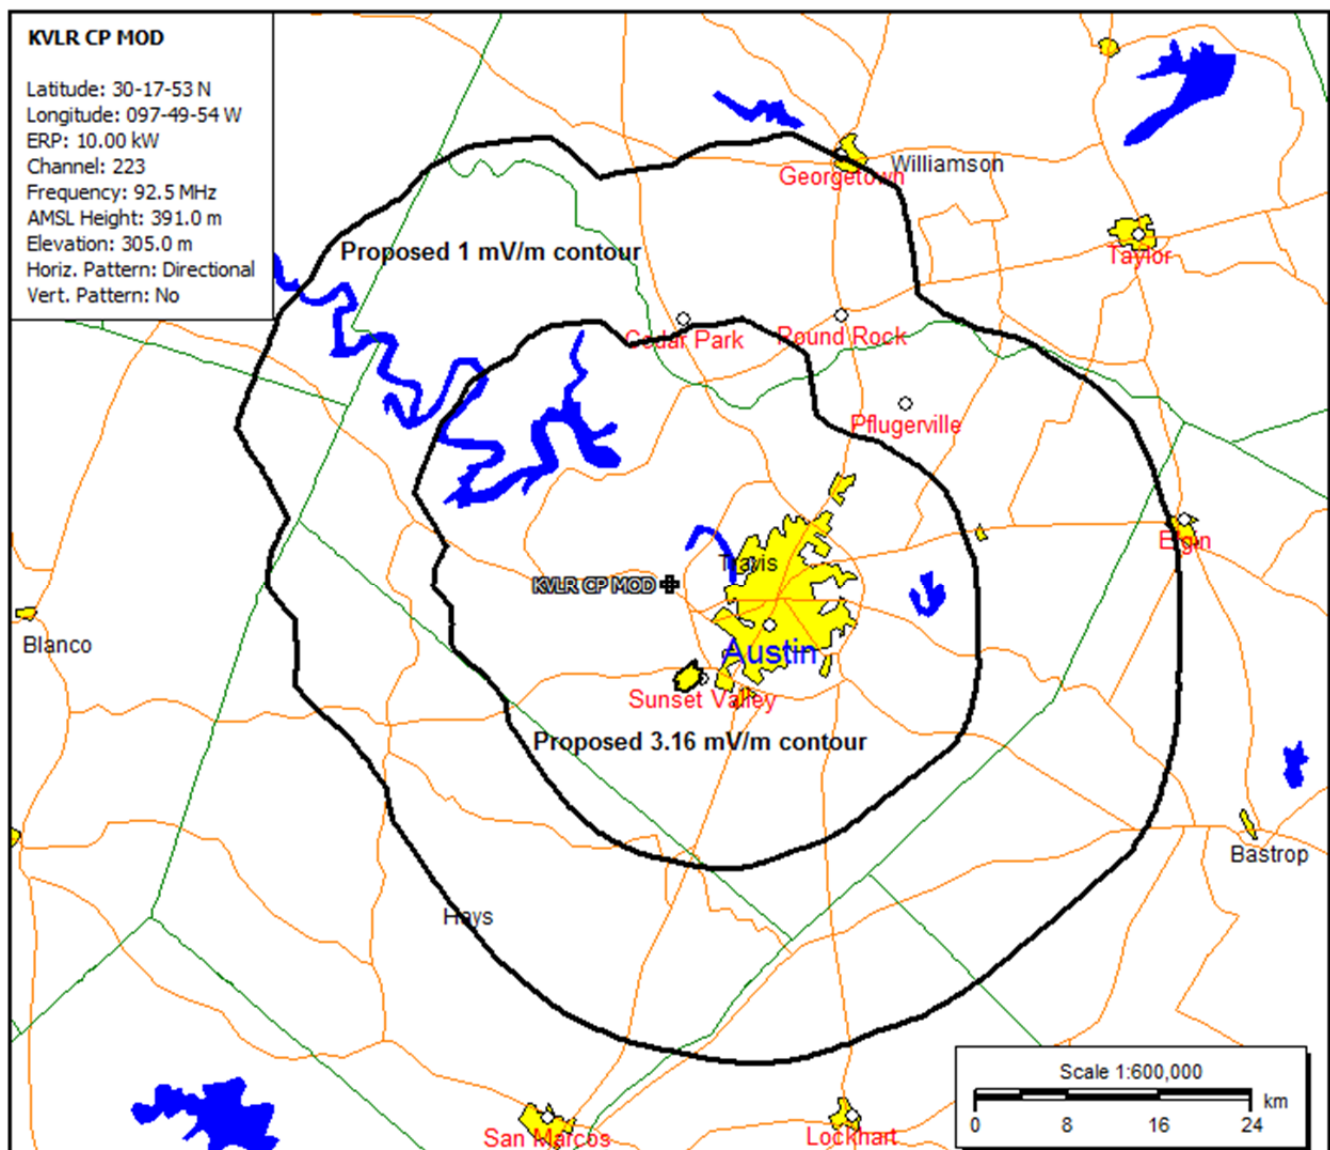 KVLR CP MOD
Latitude: 30-17-53 N
Longitude: 097-49-54 W
ERP: 10.00 kW
Channel: 223
Frequency: 92.5 MHz
AMSL Height: 391.0 m
Elevation: 305.0 m
Horiz. Pattern: Directional
Vert. Pattern: No
Georgetown
Williamson
Proposed 1 mV/m contour
Taylor
Cedar Park
Round Rock
Pflugerville
Elgin
Travis
KVLR CP MOD
Blanco
Austin
Sunset Valley
Proposed 3.16 mV/m contour
Bastrop
Hays
Scale 1:600,000
km
0 8 16 24
San Marcos
Lockhart